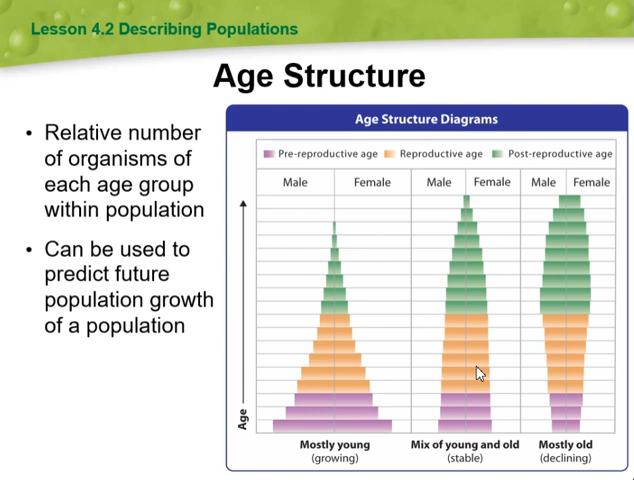 Lesson 4.2 Describing Populations
Age Structure
• Relative number
of organisms of
each age group
within population
• Can be used to
predict future
population growth
of a population
Age Structure Diagrams
Pre-reproductive age Reproductive age Post-reproductive age
Male Female Male Female Male Female
Age
Mostly young Mix of young and old Mostly old
(growing) (stable) (declining)